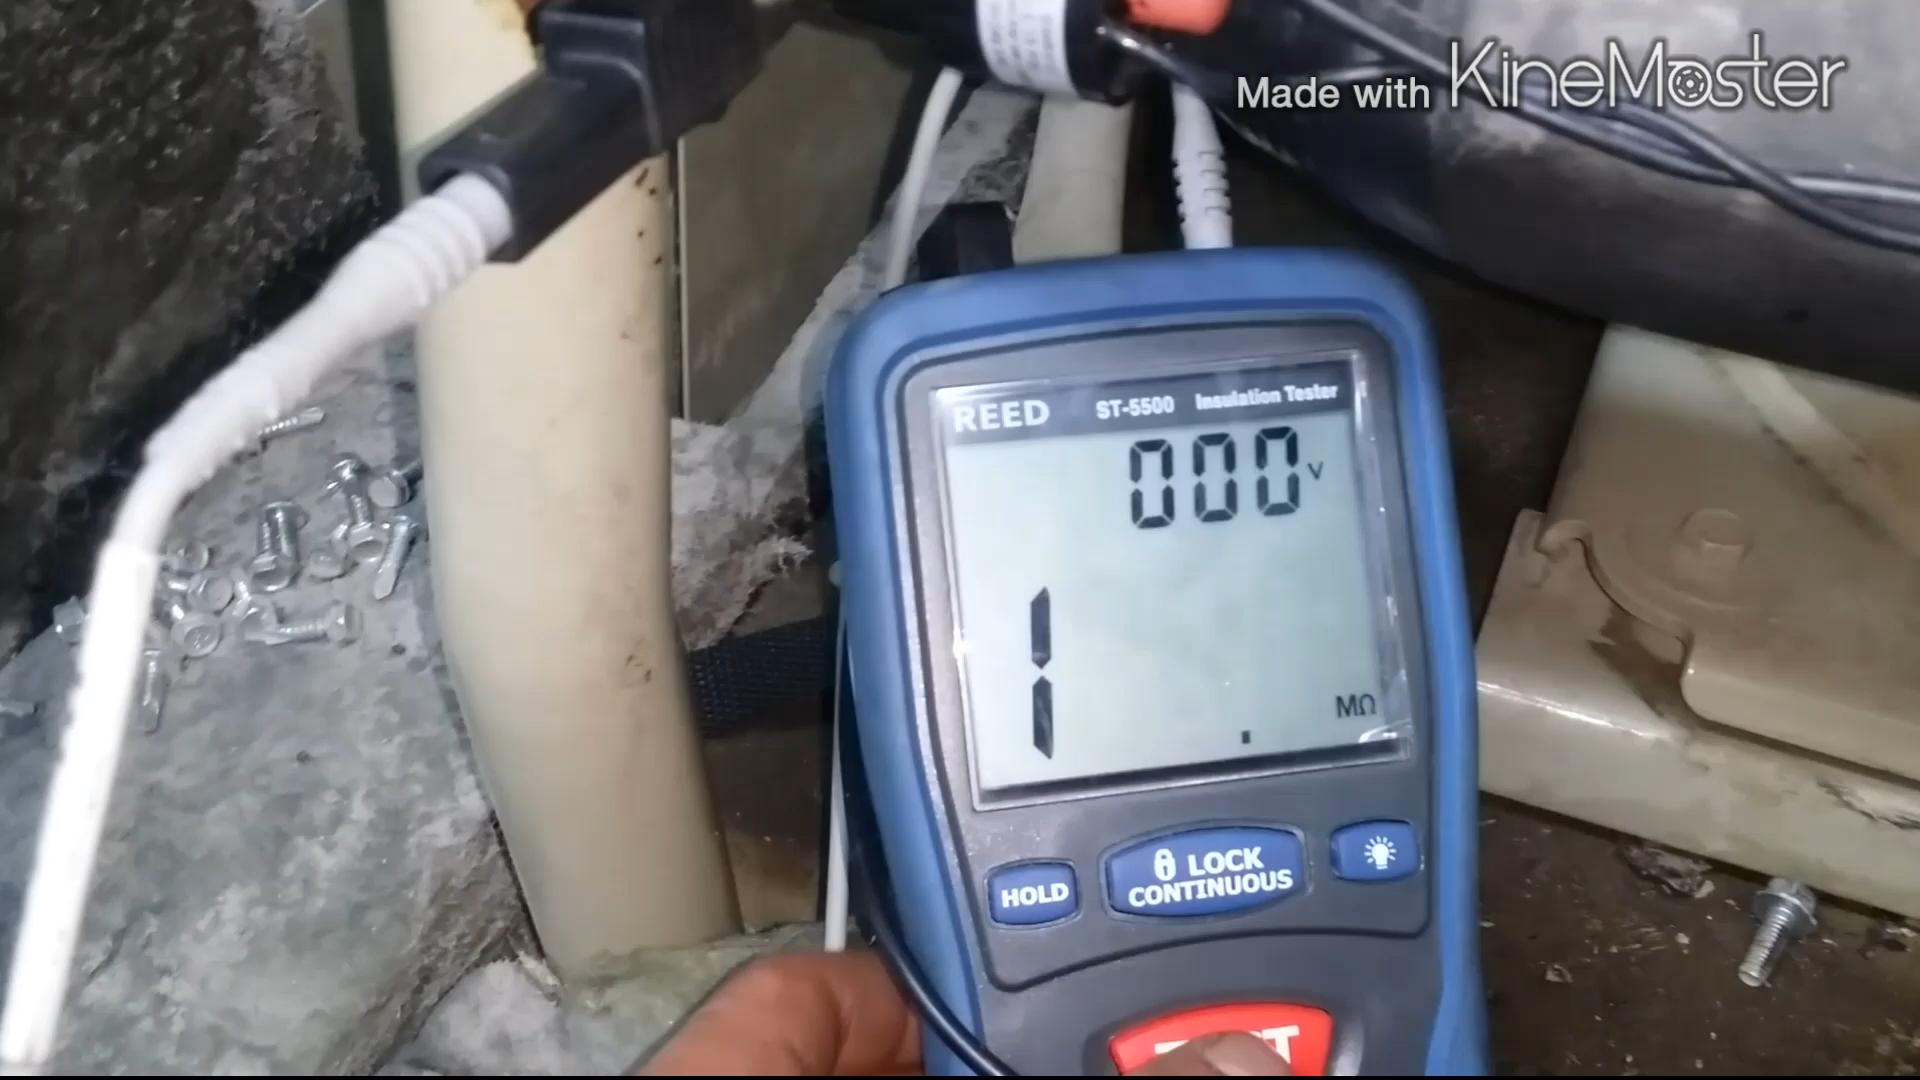 Made with KineMaster
REED ST-5500 Insulation Tester
000 V
1 . MΩ
HOLD
LOCK
CONTINUOUS